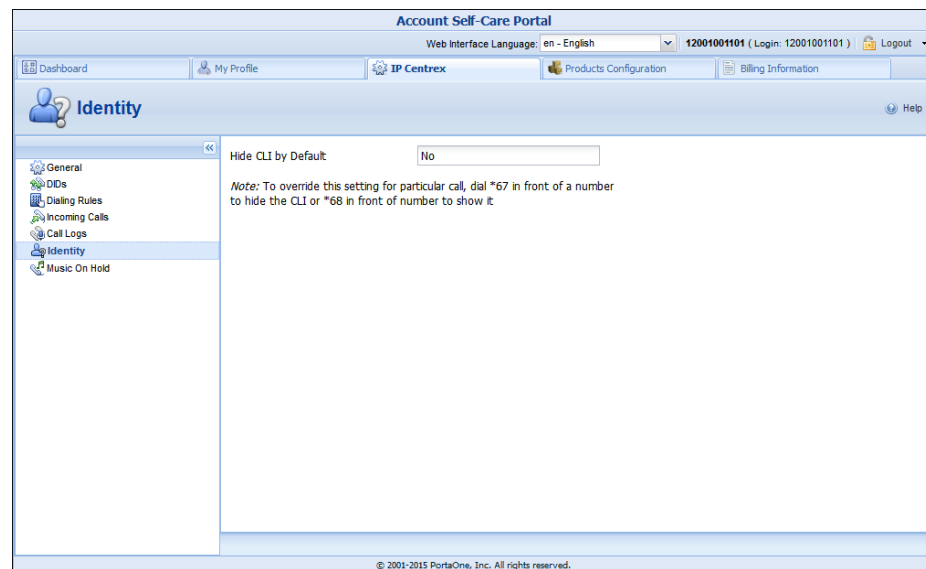 Account Self-Care Portal
Web Interface Language: en - English 12001001101 ( Login: 12001001101 ) Logout
Dashboard My Profile IP Centrex Products Configuration Billing Information
Identity Help
General
DIDs
Dialing Rules
Incoming Calls
Call Logs
Identity
Music On Hold
Hide CLI by Default No
Note: To override this setting for particular call, dial *67 in front of a number
to hide the CLI or *68 in front of number to show it
© 2001-2015 PortaOne, Inc. All rights reserved.